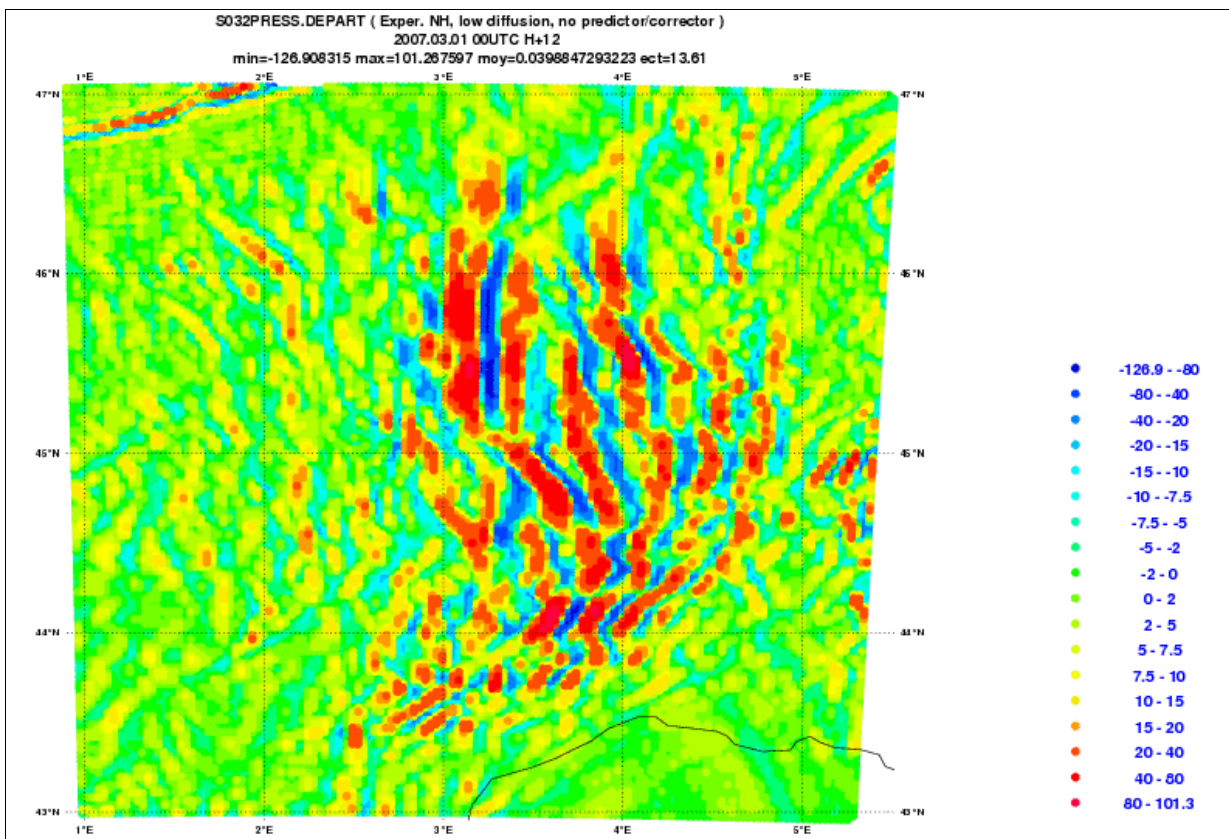 S032PRESS.DEPART ( Exper. NH, low diffusion, no predictor/corrector )
2007.03.01 00UTC H+12
min=-126.908315 max=101.267597 moy=0.0398847293223 ect=13.61
1°E 2°E 3°E 4°E 5°E
47°N 47°N
46°N 46°N
45°N 45°N
44°N 44°N
43°N 43°N
1°E 2°E 3°E 4°E 5°E
-126.9 - -80
-80 - -40
-40 - -20
-20 - -15
-15 - -10
-10 - -7.5
-7.5 - -5
-5 - -2
-2 - 0
0 - 2
2 - 5
5 - 7.5
7.5 - 10
10 - 15
15 - 20
20 - 40
40 - 80
80 - 101.3